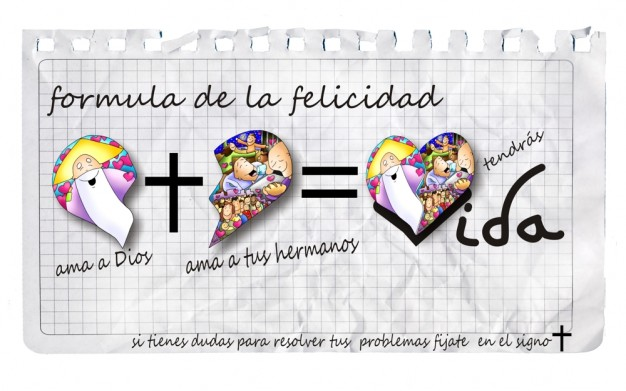 formula de la felicidad
tendrás
vida
ama a Dios
ama a tus hermanos
si tienes dudas para resolver tus problemas fijate en el signo